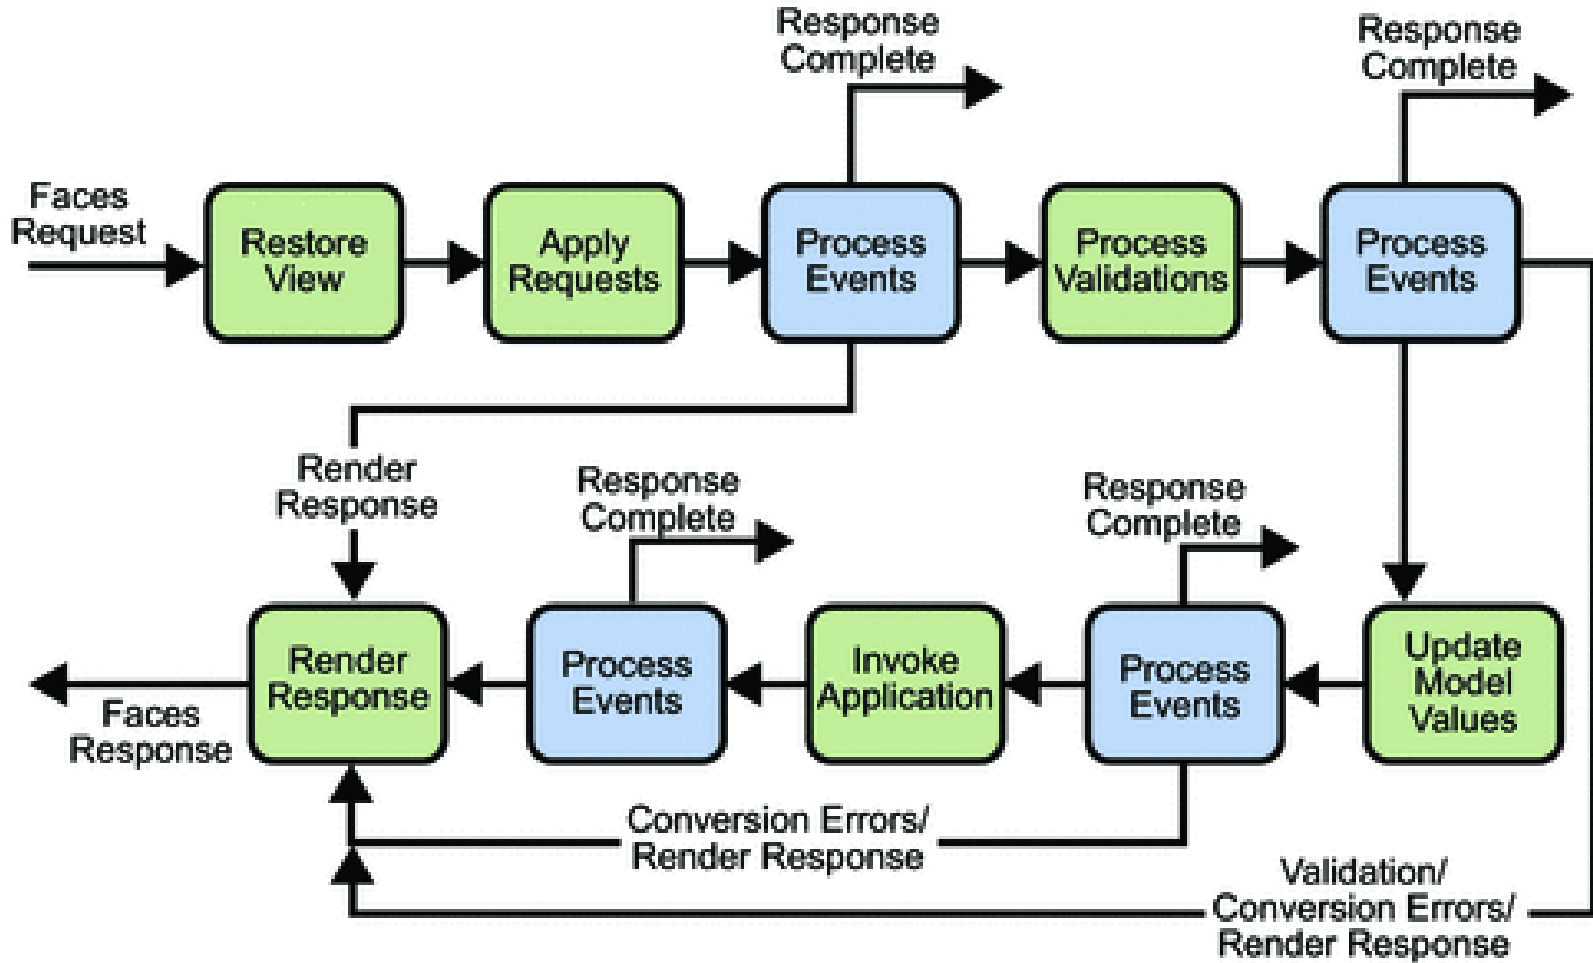 Response
Complete
Response
Complete
Faces
Request
Restore
View
Apply
Requests
Process
Events
Process
Validations
Process
Events
Render
Response
Response
Complete
Response
Complete
Render
Response
Process
Events
Invoke
Application
Process
Events
Update
Model
Values
Faces
Response
Conversion Errors/
Render Response
Validation/
Conversion Errors/
Render Response